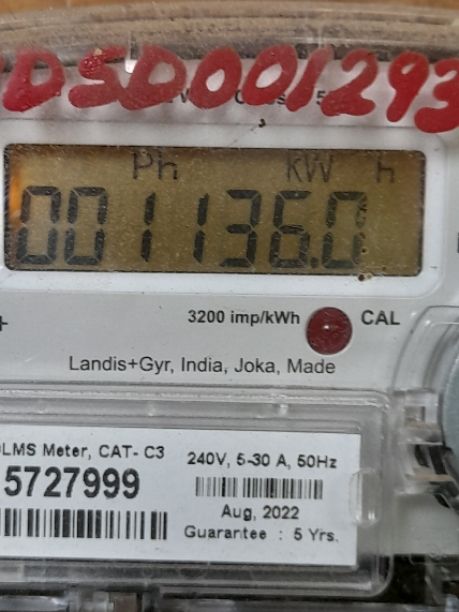 DSD001293
Ph kW h
001136.0
3200 imp/kWh CAL
Landis+Gyr, India, Joka, Made
LMS Meter, CAT- C3
5727999
240V, 5-30 A, 50Hz
Aug, 2022
Guarantee : 5 Yrs.